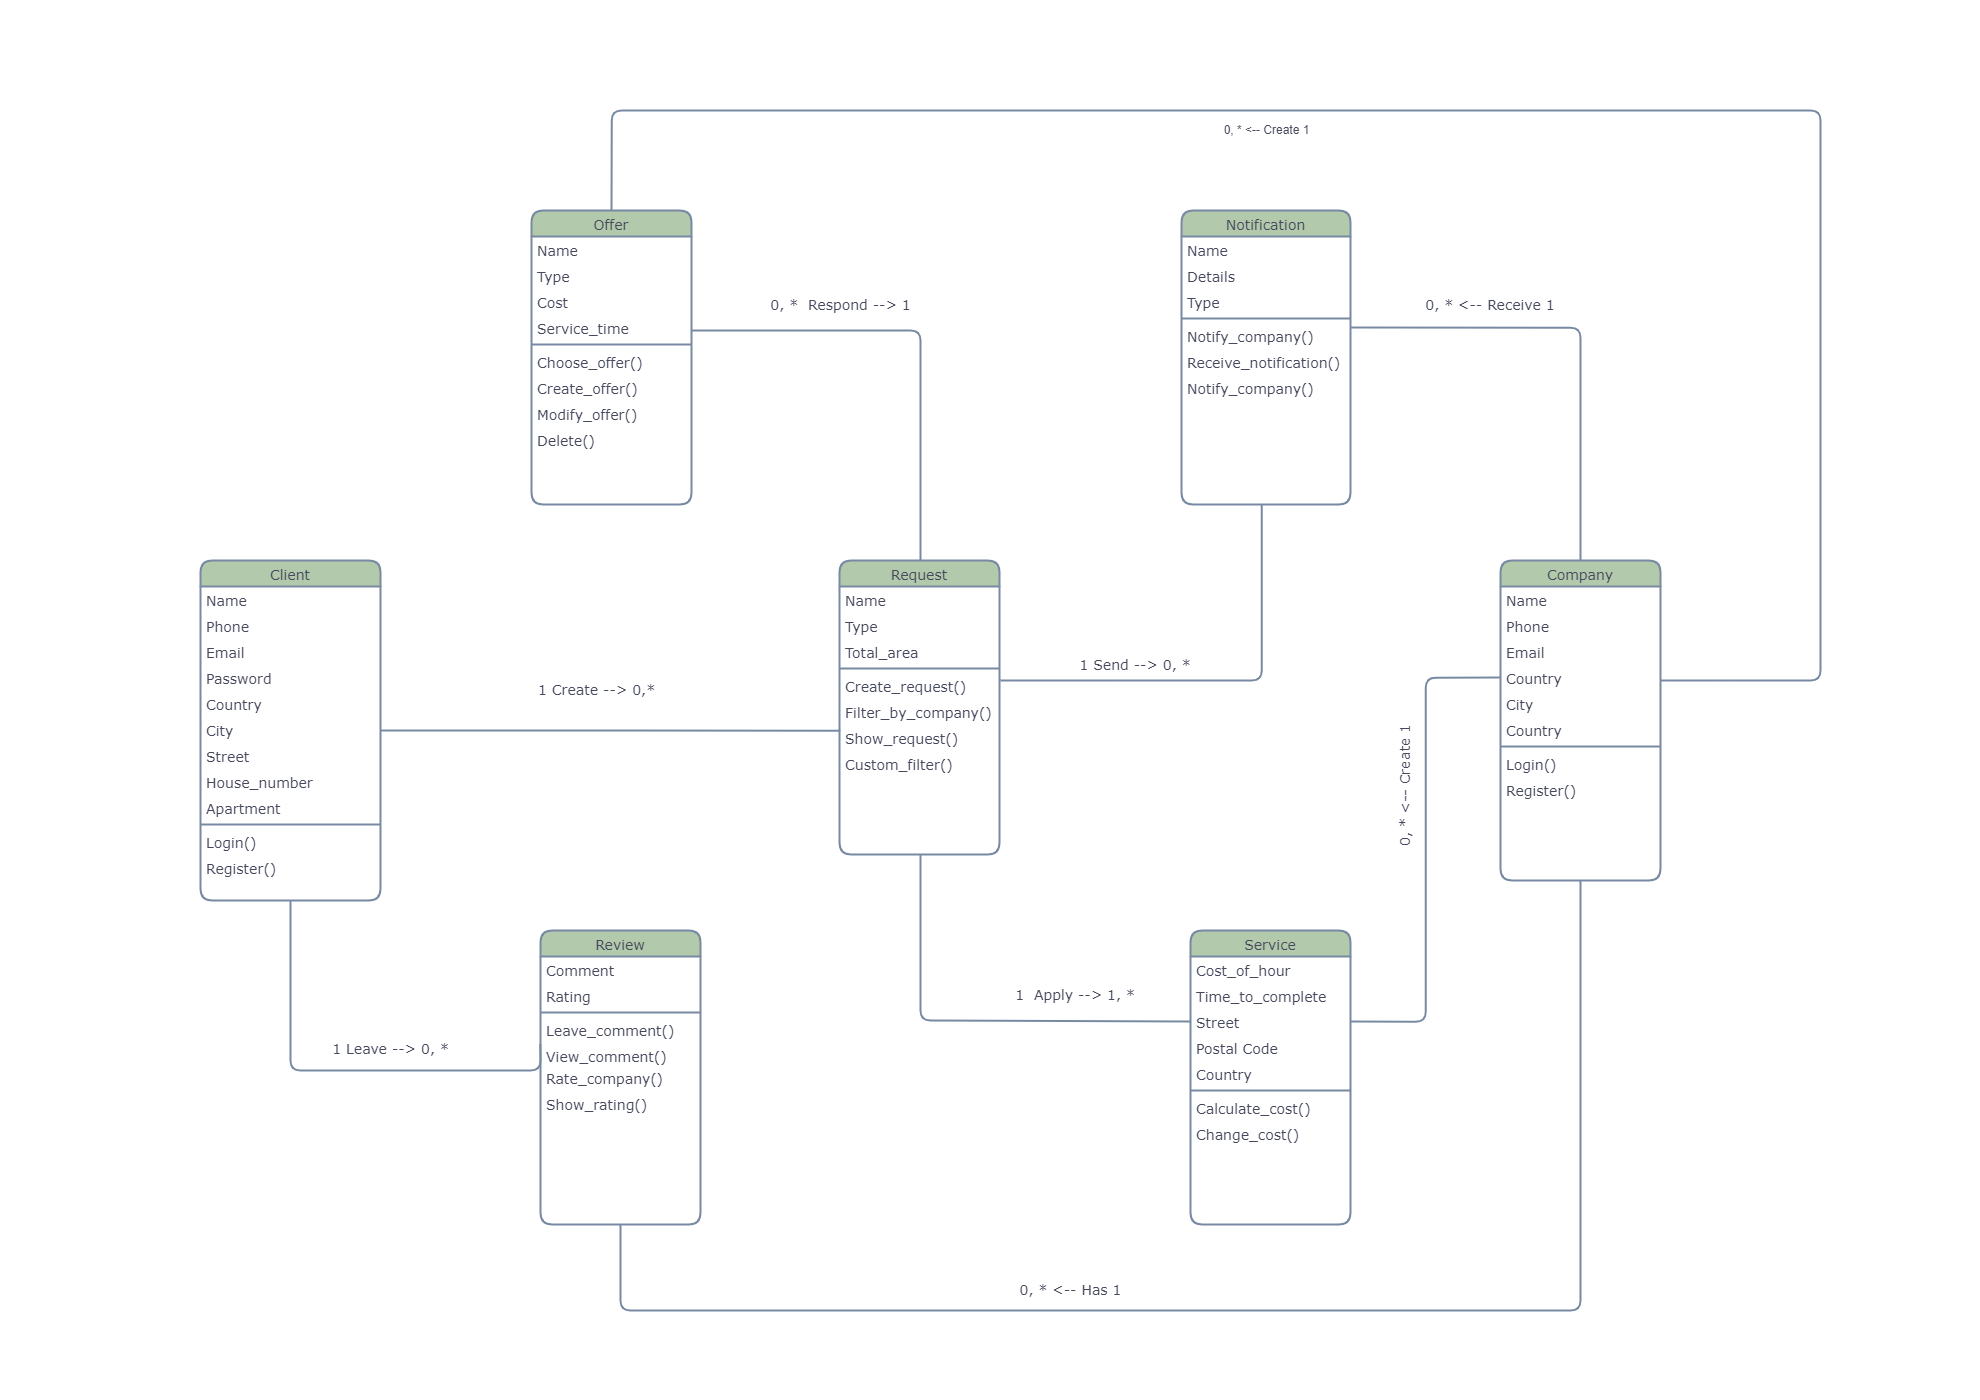 0, * <-- Create 1
Offer
Name
Type
Cost
Service_time
Choose_offer()
Create_offer()
Modify_offer()
Delete()
0, *  Respond --> 1
Notification
Name
Details
Type
Notify_company()
Receive_notification()
Notify_company()
0, * <-- Receive 1
Client
Name
Phone
Email
Password
Country
City
Street
House_number
Apartment
Login()
Register()
1 Create --> 0,*
Request
Name
Type
Total_area
Create_request()
Filter_by_company()
Show_request()
Custom_filter()
1 Send --> 0, *
Company
Name
Phone
Email
Country
City
Country
Login()
Register()
0, * <-- Create 1
1 Leave --> 0, *
Review
Comment
Rating
Leave_comment()
View_comment()
Rate_company()
Show_rating()
1  Apply --> 1, *
Service
Cost_of_hour
Time_to_complete
Street
Postal Code
Country
Calculate_cost()
Change_cost()
0, * <-- Has 1